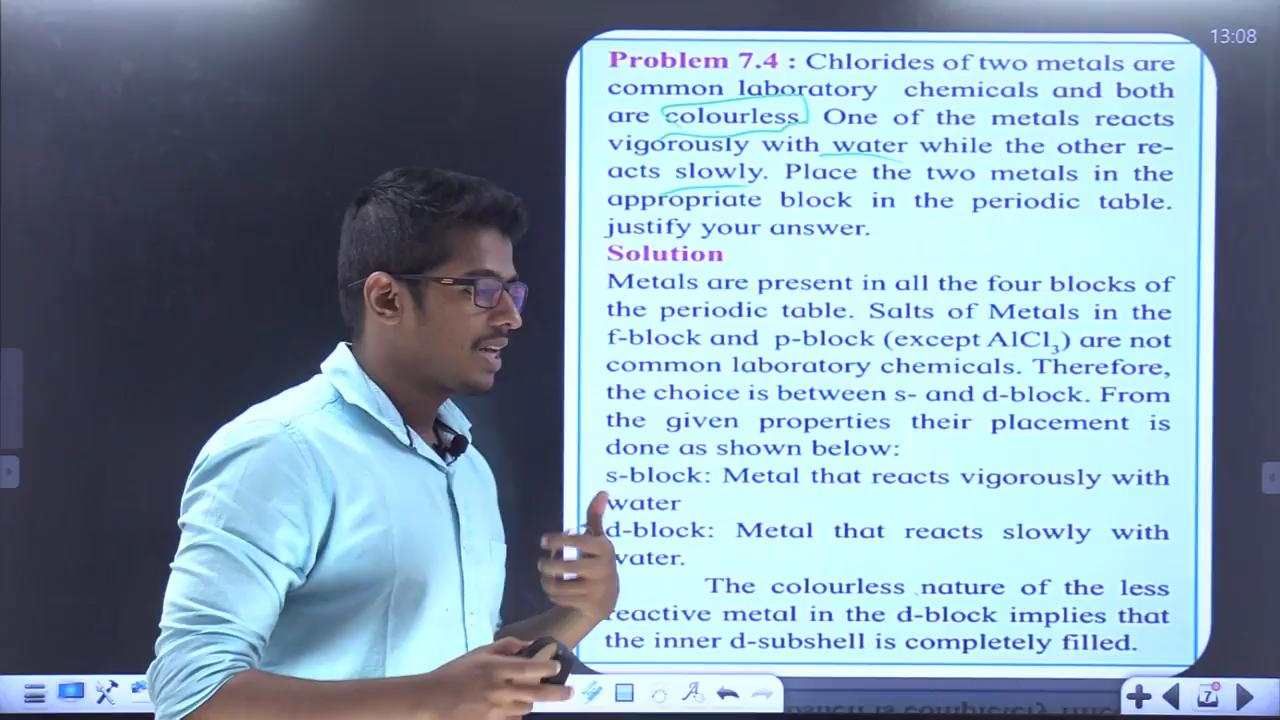 13:08
Problem 7.4 : Chlorides of two metals are
common laboratory chemicals and both
are colourless. One of the metals reacts
vigorously with water while the other re-
acts slowly. Place the two metals in the
appropriate block in the periodic table.
justify your answer.
Solution
Metals are present in all the four blocks of
the periodic table. Salts of Metals in the
f-block and p-block (except AlCl₃) are not
common laboratory chemicals. Therefore,
the choice is between s- and d-block. From
the given properties their placement is
done as shown below:
s-block: Metal that reacts vigorously with
water
d-block: Metal that reacts slowly with
water.
The colourless nature of the less
reactive metal in the d-block implies that
the inner d-subshell is completely filled.
7